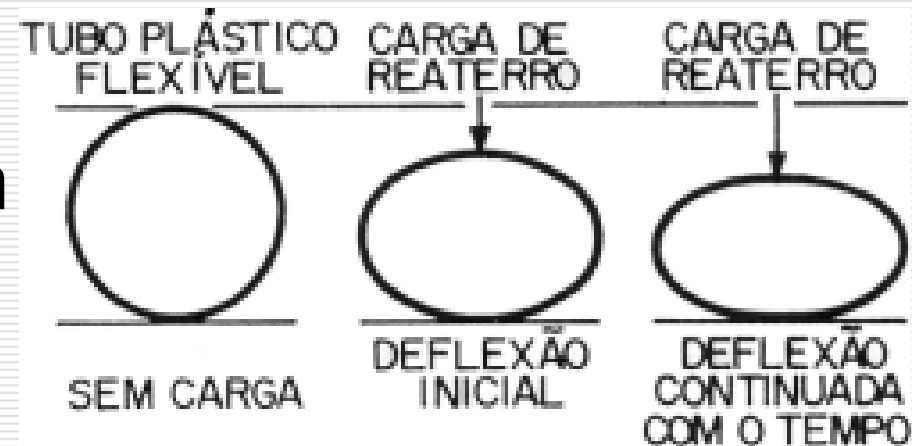 TUBO PLÁSTICO
FLEXÍVEL
CARGA DE
REATERRO
CARGA DE
REATERRO
SEM CARGA
DEFLEXÃO
INICIAL
DEFLEXÃO
CONTINUADA
COM O TEMPO